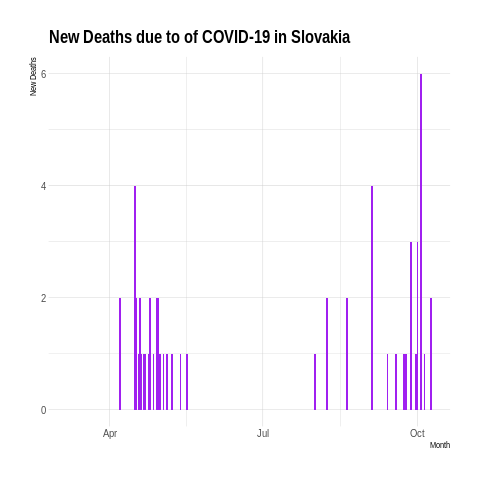 New Deaths due to of COVID-19 in Slovakia
New Deaths
6
4
2
0
Apr
Jul
Oct
Month